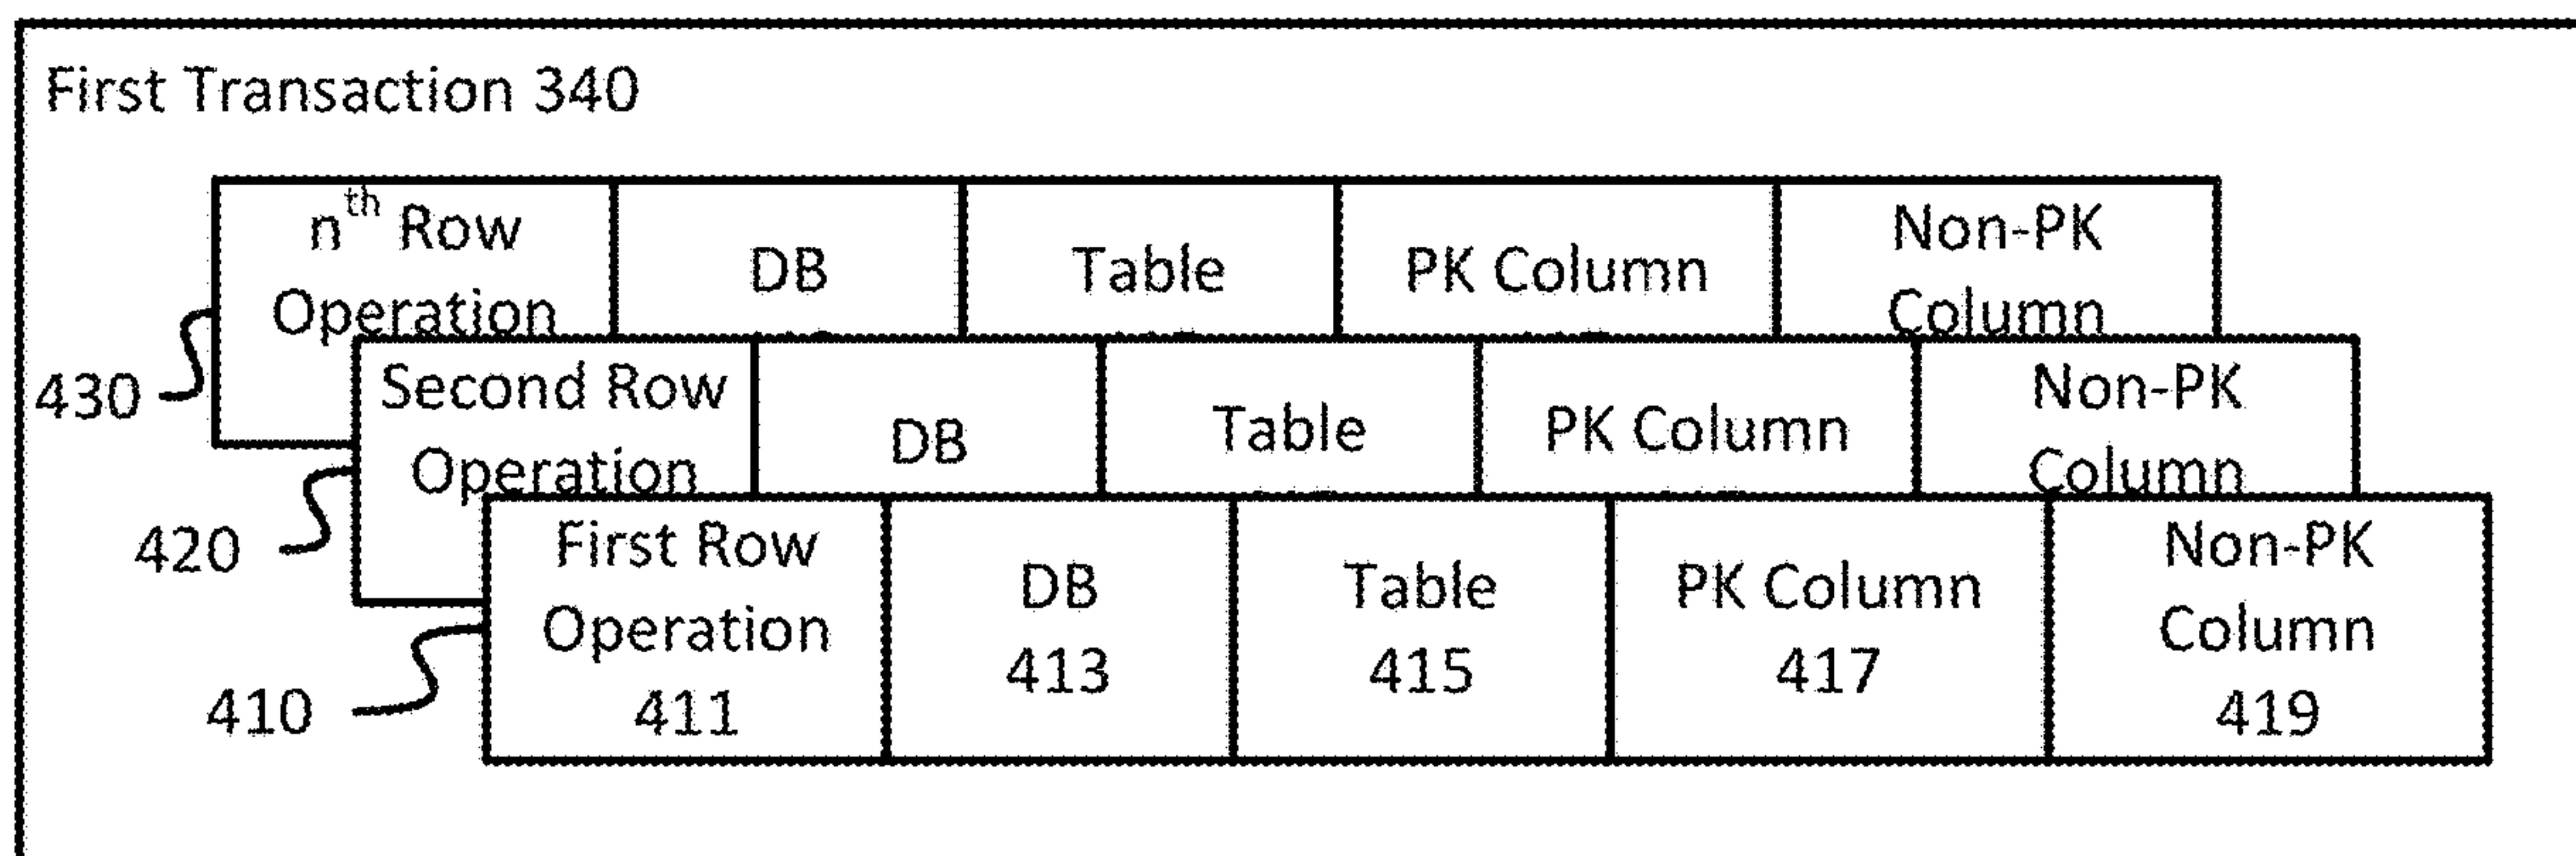 First Transaction 340
nth Row
Operation
DB
Table
PK Column
Non-PK
Column
430
Second Row
Operation
DB
Table
PK Column
Non-PK
Column
420
First Row
Operation
411
DB
413
Table
415
PK Column
417
Non-PK
Column
419
410